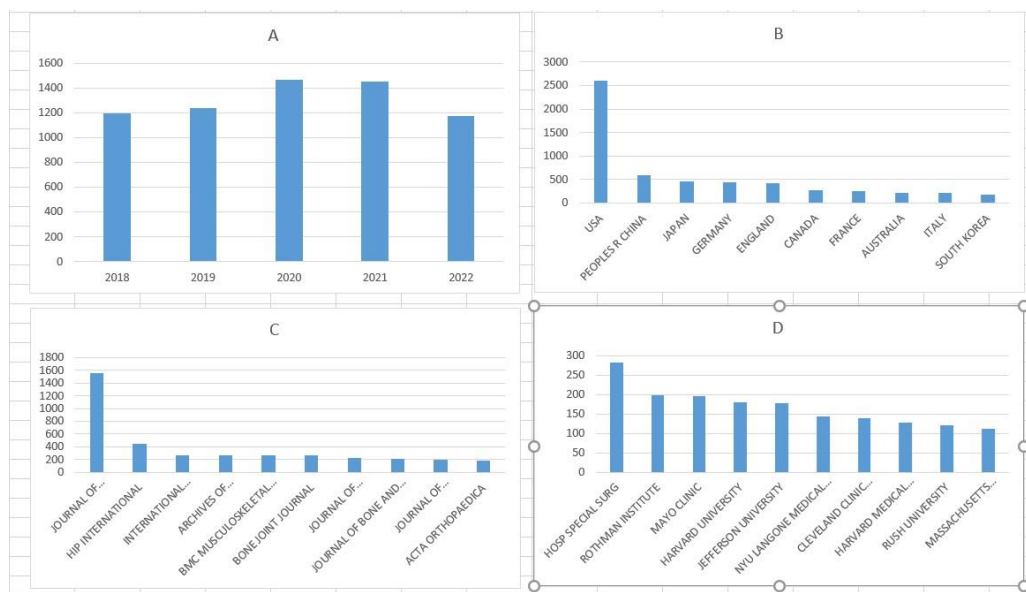 A
1600
1400
1200
1000
800
600
400
200
0
2018 2019 2020 2021 2022
B
3000
2500
2000
1500
1000
500
0
USA
PEOPLES R CHINA
JAPAN
GERMANY
ENGLAND
CANADA
FRANCE
AUSTRALIA
ITALY
SOUTH KOREA
C
1800
1600
1400
1200
1000
800
600
400
200
0
JOURNAL OF...
HIP INTERNATIONAL
INTERNATIONAL...
ARCHIVES OF...
BMC MUSCULOSKELETAL...
BONE JOINT JOURNAL
JOURNAL OF...
JOURNAL OF BONE AND...
JOURNAL OF...
ACTA ORTHOPAEDICA
D
300
250
200
150
100
50
0
HOSP SPECIAL SURG
ROTHMAN INSTITUTE
MAYO CLINIC
HARVARD UNIVERSITY
JEFFERSON UNIVERSITY
NYU LANGONE MEDICAL...
CLEVELAND CLINIC...
HARVARD MEDICAL...
RUSH UNIVERSITY
MASSACHUSETTS...